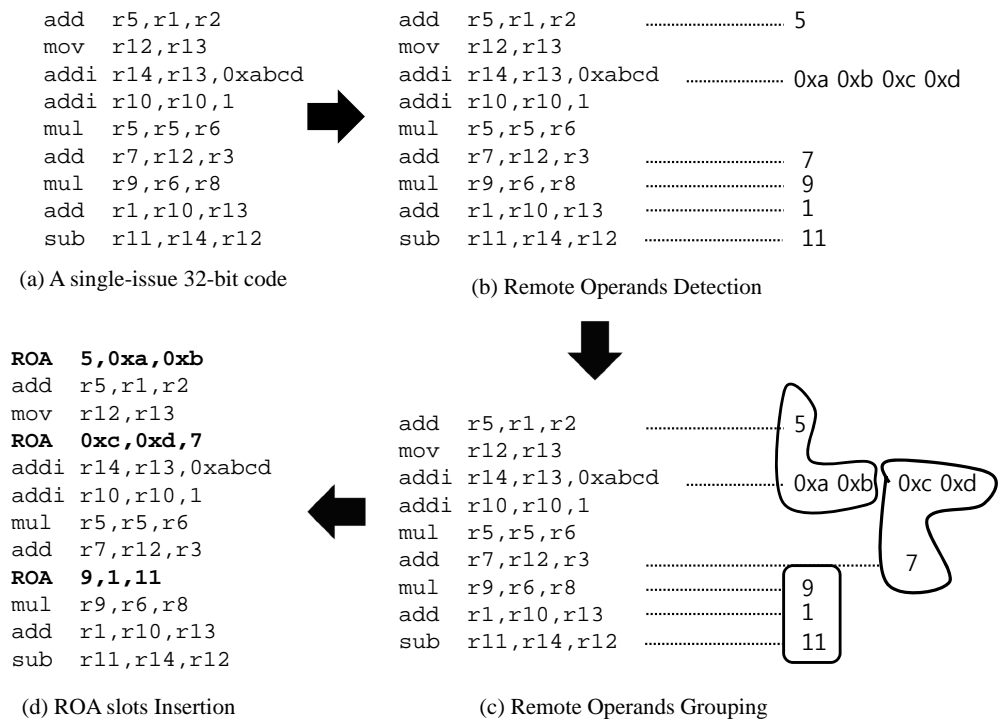 add r5,r1,r2
mov r12,r13
addi r14,r13,0xabcd
addi r10,r10,1
mul r5,r5,r6
add r7,r12,r3
mul r9,r6,r8
add r1,r10,r13
sub r11,r14,r12
(a) A single-issue 32-bit code
add r5,r1,r2 5
mov r12,r13
addi r14,r13,0xabcd 0xa 0xb 0xc 0xd
addi r10,r10,1
mul r5,r5,r6
add r7,r12,r3 7
mul r9,r6,r8 9
add r1,r10,r13 1
sub r11,r14,r12 11
(b) Remote Operands Detection
add r5,r1,r2 5
mov r12,r13
addi r14,r13,0xabcd 0xa 0xb 0xc 0xd
addi r10,r10,1
mul r5,r5,r6
add r7,r12,r3 7
mul r9,r6,r8 9
add r1,r10,r13 1
sub r11,r14,r12 11
(c) Remote Operands Grouping
ROA 5,0xa,0xb
add r5,r1,r2
mov r12,r13
ROA 0xc,0xd,7
addi r14,r13,0xabcd
addi r10,r10,1
mul r5,r5,r6
add r7,r12,r3
ROA 9,1,11
mul r9,r6,r8
add r1,r10,r13
sub r11,r14,r12
(d) ROA slots Insertion